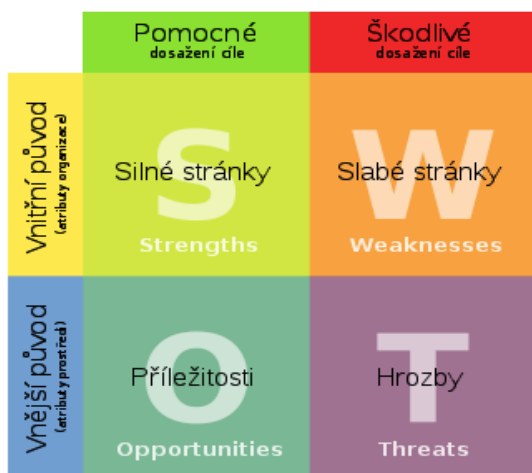 Pomocné
dosažení cíle
Škodlivé
dosažení cíle
Vnitřní původ
(atributy organizace)
S
Silné stránky
Strengths
W
Slabé stránky
Weaknesses
Vnější původ
(atributy prostředí)
O
Příležitosti
Opportunities
T
Hrozby
Threats